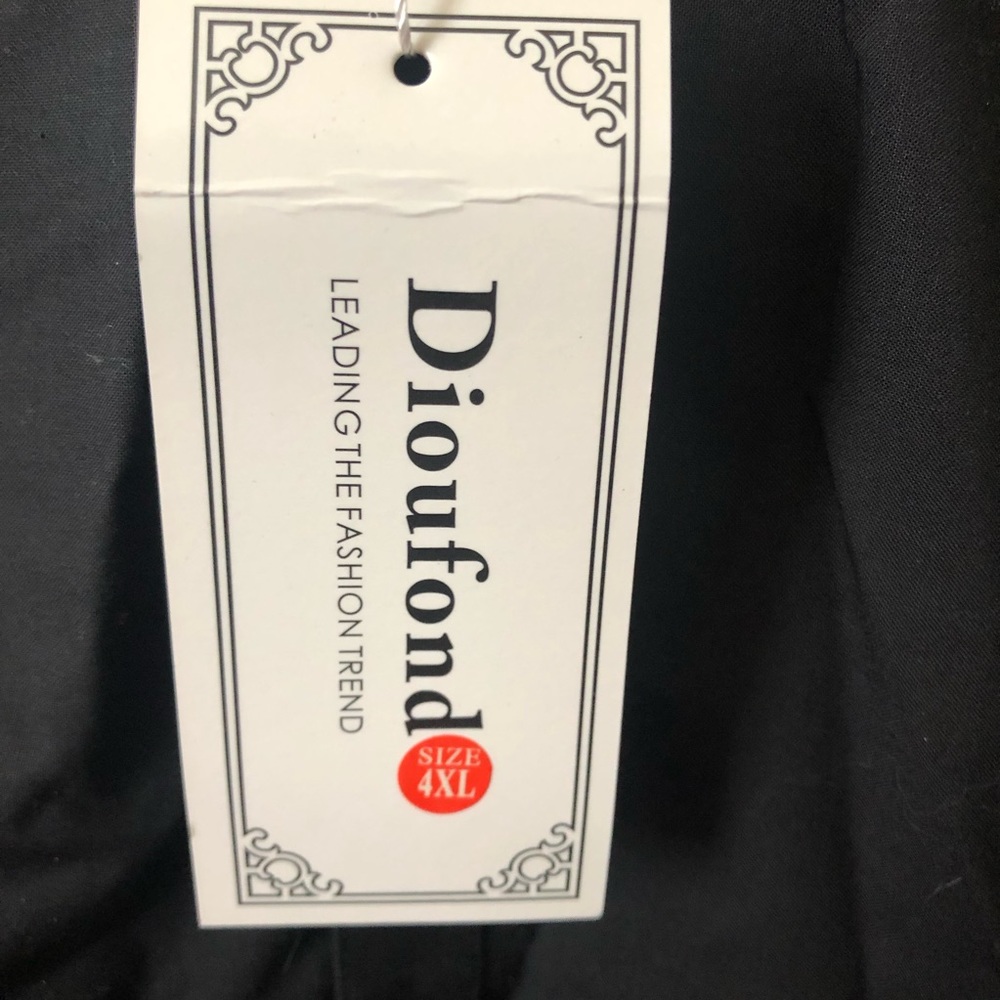 Dioufond
LEADING THE FASHION TREND
SIZE
4XL